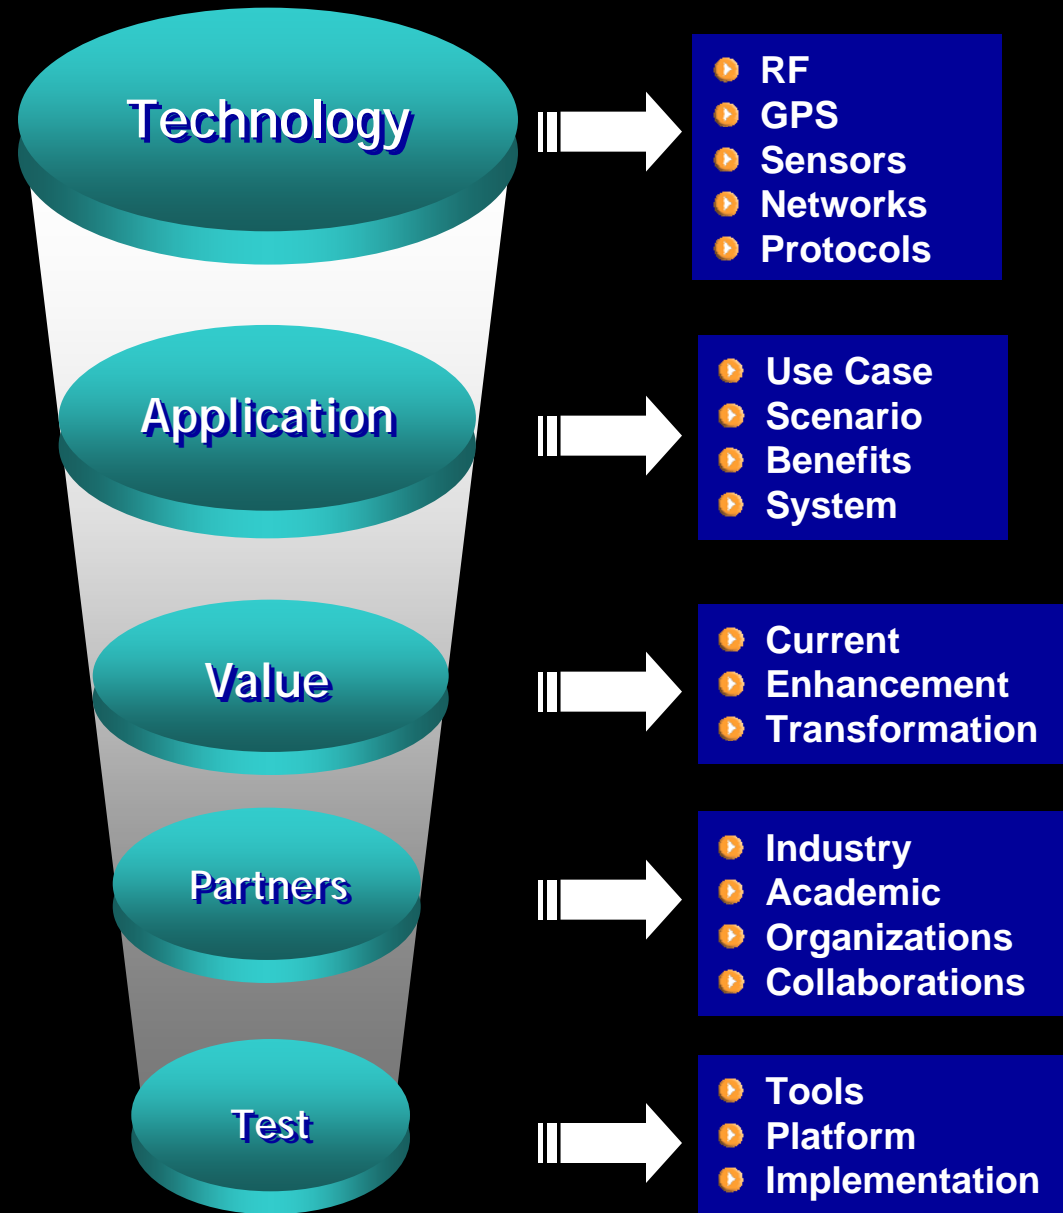 Technology
RF
GPS
Sensors
Networks
Protocols
Application
Use Case
Scenario
Benefits
System
Value
Current
Enhancement
Transformation
Partners
Industry
Academic
Organizations
Collaborations
Test
Tools
Platform
Implementation